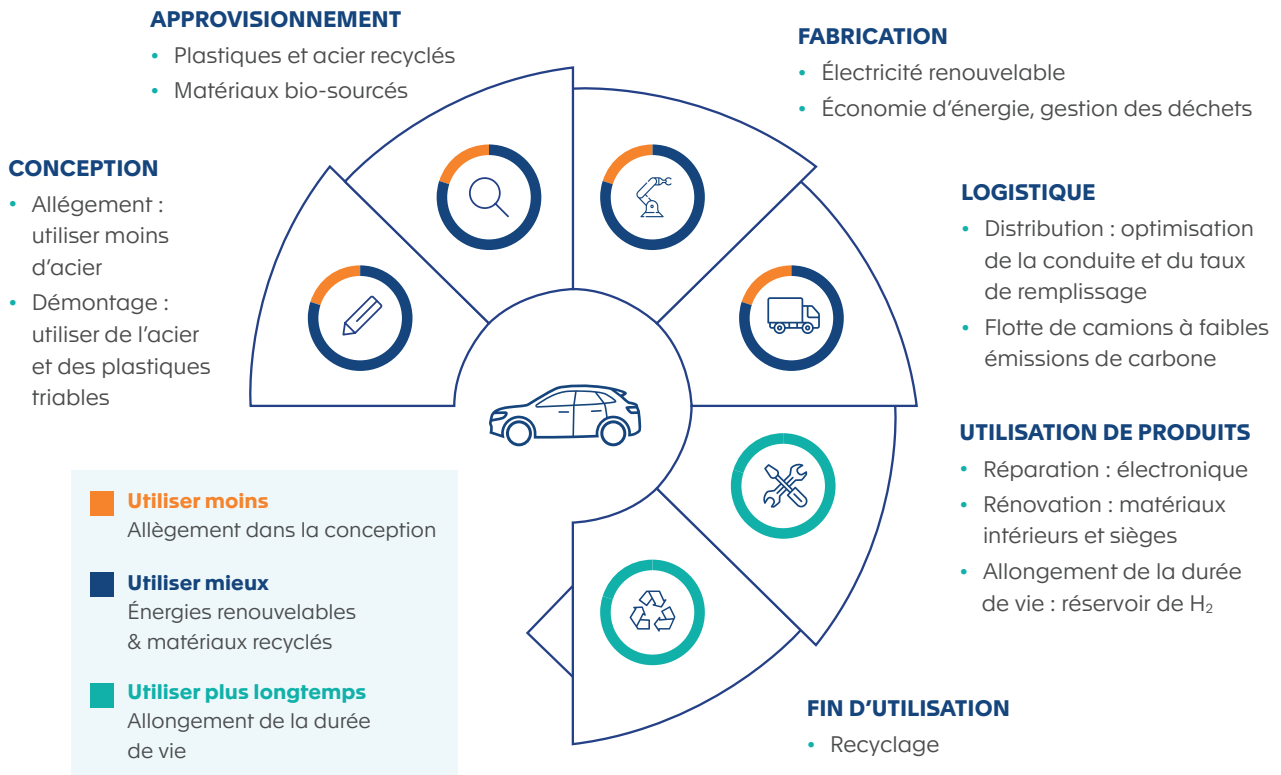 APPROVISIONNEMENT
• Plastiques et acier recyclés
• Matériaux bio-sourcés
FABRICATION
• Électricité renouvelable
• Économie d'énergie, gestion des déchets
CONCEPTION
• Allégement :
utiliser moins
d'acier
• Démontage :
utiliser de l'acier
et des plastiques
triables
LOGISTIQUE
• Distribution : optimisation
de la conduite et du taux
de remplissage
• Flotte de camions à faibles
émissions de carbone
UTILISATION DE PRODUITS
• Réparation : électronique
• Rénovation : matériaux
intérieurs et sièges
• Allongement de la durée
de vie : réservoir de H₂
Utiliser moins
Allègement dans la conception
Utiliser mieux
Énergies renouvelables
& matériaux recyclés
Utiliser plus longtemps
Allongement de la durée
de vie
FIN D'UTILISATION
• Recyclage